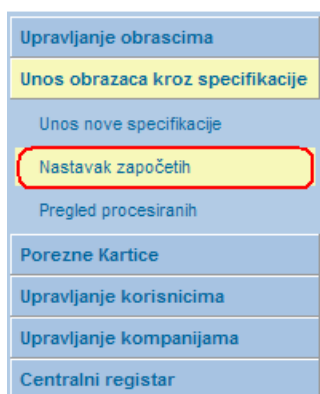 Upravljanje obrascima
Unos obrazaca kroz specifikacije
Unos nove specifikacije
Nastavak započetih
Pregled procesiranih
Porezne Kartice
Upravljanje korisnicima
Upravljanje kompanijama
Centralni registar